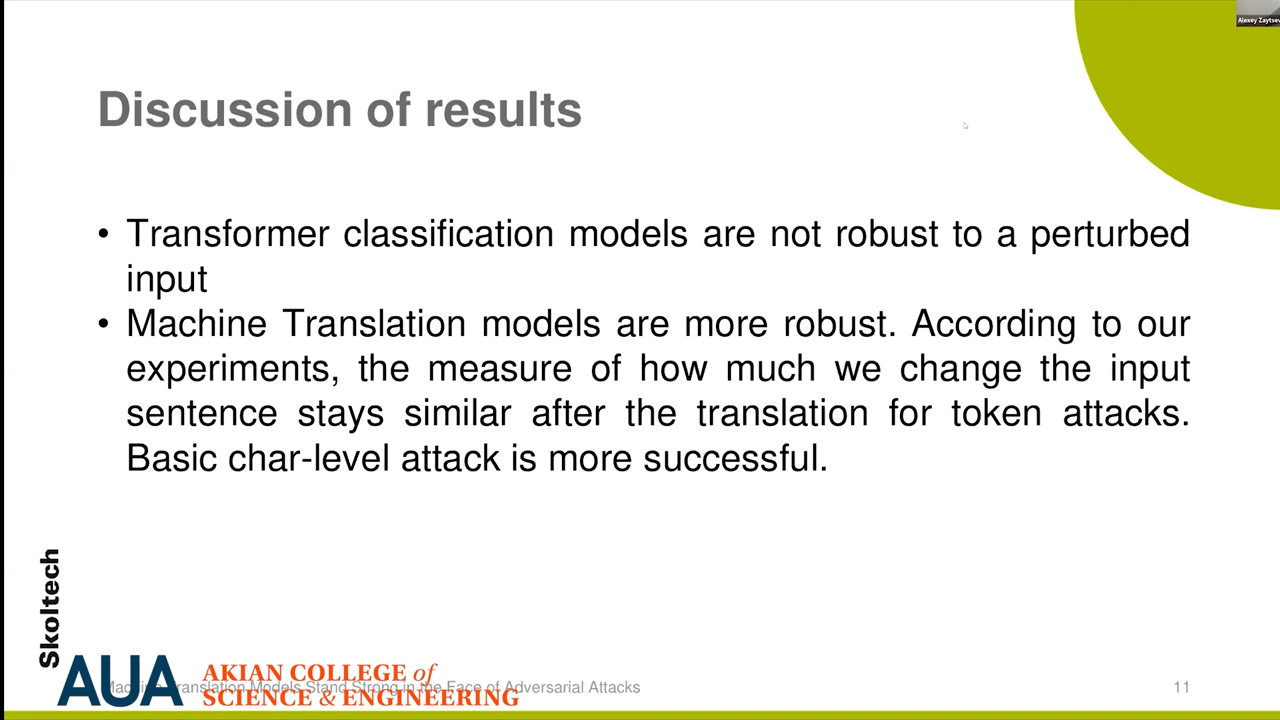 Alexey Zaytsev
Discussion of results
• Transformer classification models are not robust to a perturbed
input
• Machine Translation models are more robust. According to our
experiments, the measure of how much we change the input
sentence stays similar after the translation for token attacks.
Basic char-level attack is more successful.
Skoltech
AUA
AKIAN COLLEGE of
SCIENCE & ENGINEERING
Machine Translation Models Stand Strong in the Face of Adversarial Attacks
11